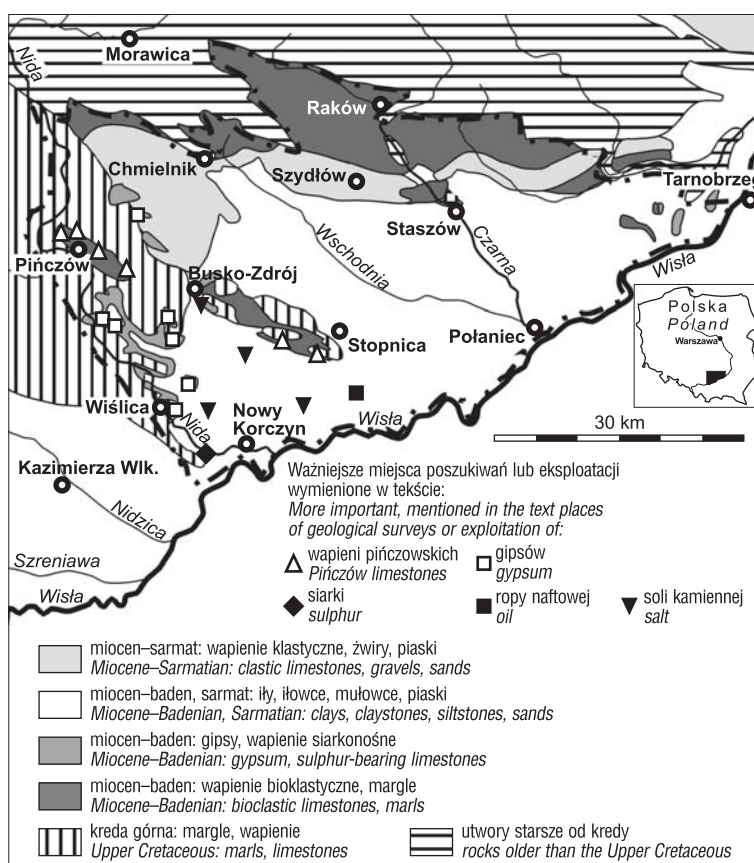 Nida
Morawica
Raków
Chmielnik
Szydłów
Tarnobrzeg
Staszów
Pińczów
Wschodnia
Czarna
Wisła
Busko-Zdrój
Polska
Poland
Warszawa
Stopnica
Połaniec
Wiślica
Nida
Nowy
Korczyn
Wisła
30 km
Kazimierza Wlk.
Nidzica
Szreniawa
Wisła
Ważniejsze miejsca poszukiwań lub eksploatacji
wymienione w tekście:
More important, mentioned in the text places
of geological surveys or exploitation of:
wapieni pińczowskich
Pińczów limestones
gipsów
gypsum
siarki
sulphur
ropy naftowej
oil
soli kamiennej
salt
miocen–sarmat: wapienie klastyczne, żwiry, piaski
Miocene–Sarmatian: clastic limestones, gravels, sands
miocen–baden, sarmat: iły, iłowce, mułowce, piaski
Miocene–Badenian, Sarmatian: clays, claystones, siltstones, sands
miocen–baden: gipsy, wapienie siarkonośne
Miocene–Badenian: gypsum, sulphur-bearing limestones
miocen–baden: wapienie bioklastyczne, margle
Miocene–Badenian: bioclastic limestones, marls
kreda górna: margle, wapienie
Upper Cretaceous: marls, limestones
utwory starsze od kredy
rocks older than the Upper Cretaceous